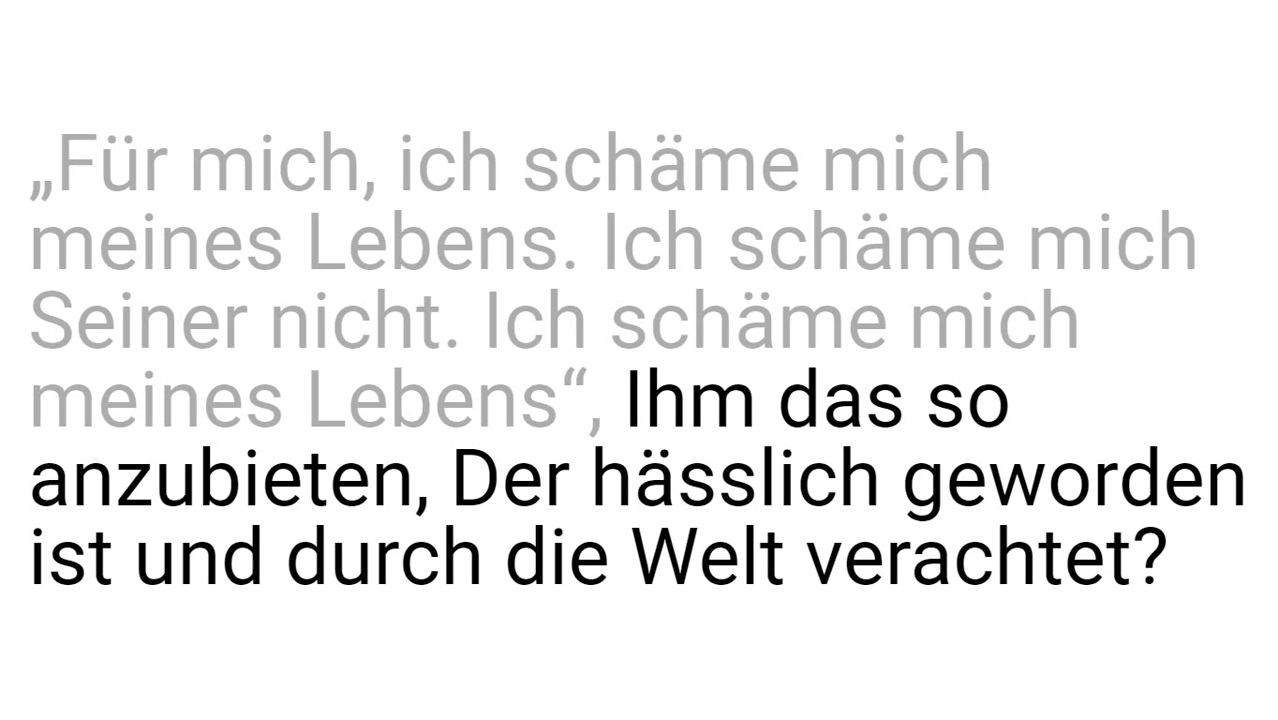 „Für mich, ich schäme mich
meines Lebens. Ich schäme mich
Seiner nicht. Ich schäme mich
meines Lebens“, Ihm das so
anzubieten, Der hässlich geworden
ist und durch die Welt verachtet?